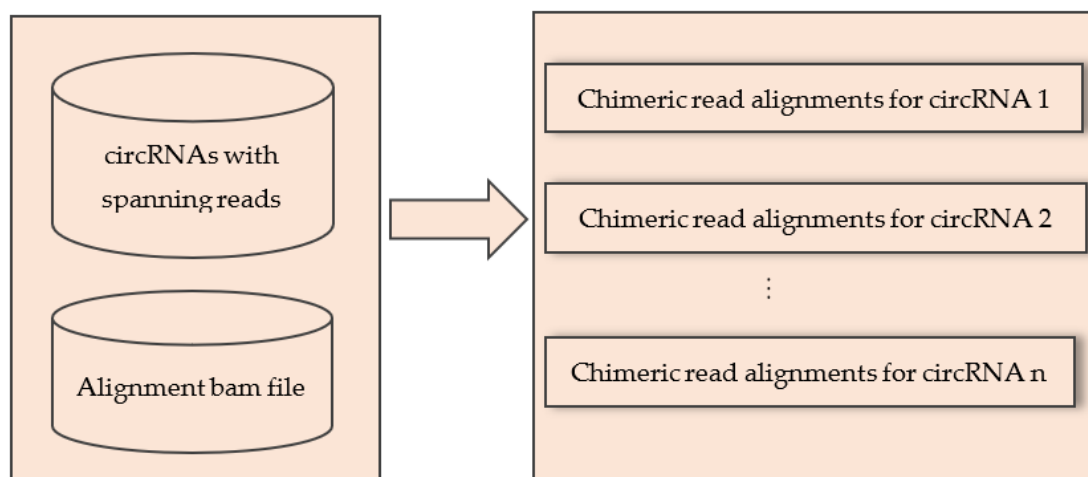 circRNAs with
spanning reads
Alignment bam file
Chimeric read alignments for circRNA 1
Chimeric read alignments for circRNA 2
⋮
Chimeric read alignments for circRNA n